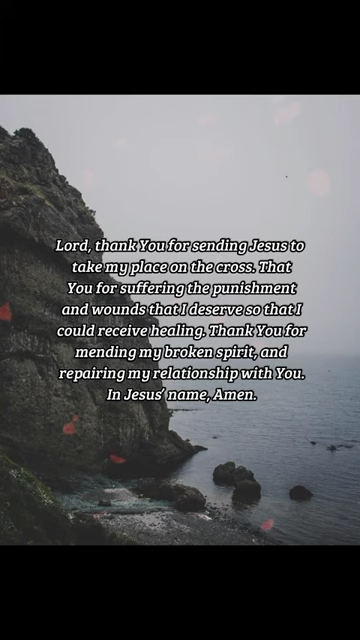 Lord, thank You for sending Jesus to
take my place on the cross. That
You for suffering the punishment
and wounds that I deserve so that I
could receive healing. Thank You for
mending my broken spirit, and
repairing my relationship with You.
In Jesus’ name, Amen.